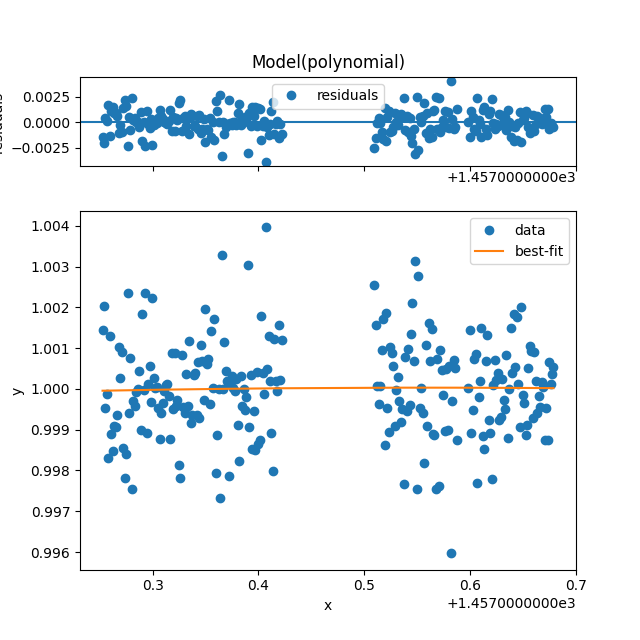 Model(polynomial)
residuals
0.0025
0.0000
−0.0025
residuals
+1.4570000000e3
1.004
1.003
1.002
1.001
1.000
0.999
0.998
0.997
0.996
y
data
best-fit
0.3
0.4
0.5
0.6
0.7
x
+1.4570000000e3